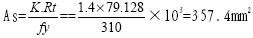 As = K.Rt / fy == 1.4×79.128 / 310 × 10³=357.4mm²